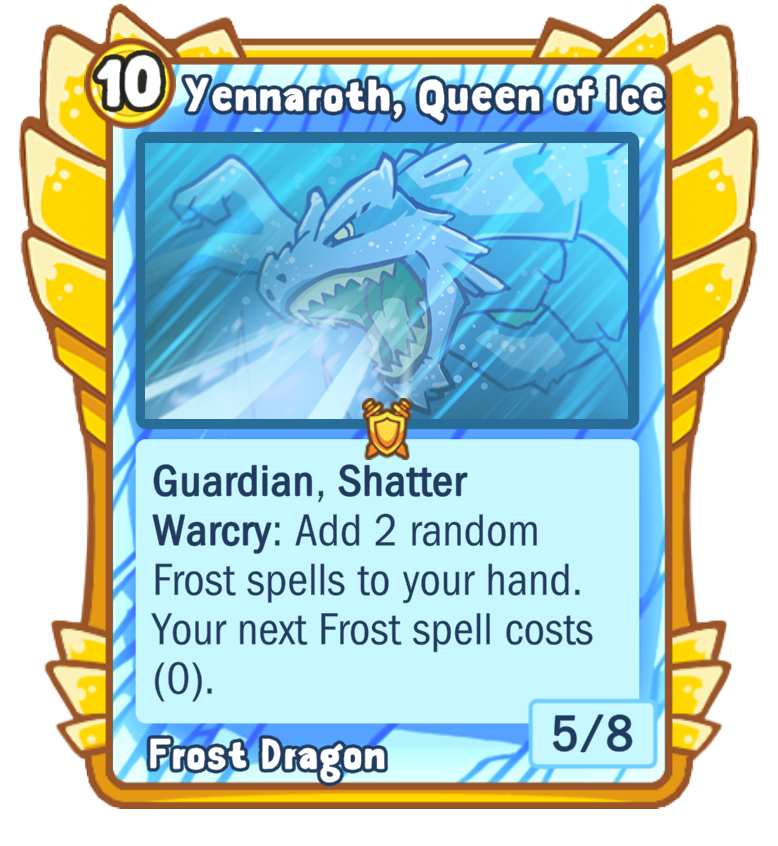 10
Yennaroth, Queen of Ice
Guardian, Shatter
Warcry: Add 2 random
Frost spells to your hand.
Your next Frost spell costs
(0).
5/8
Frost Dragon